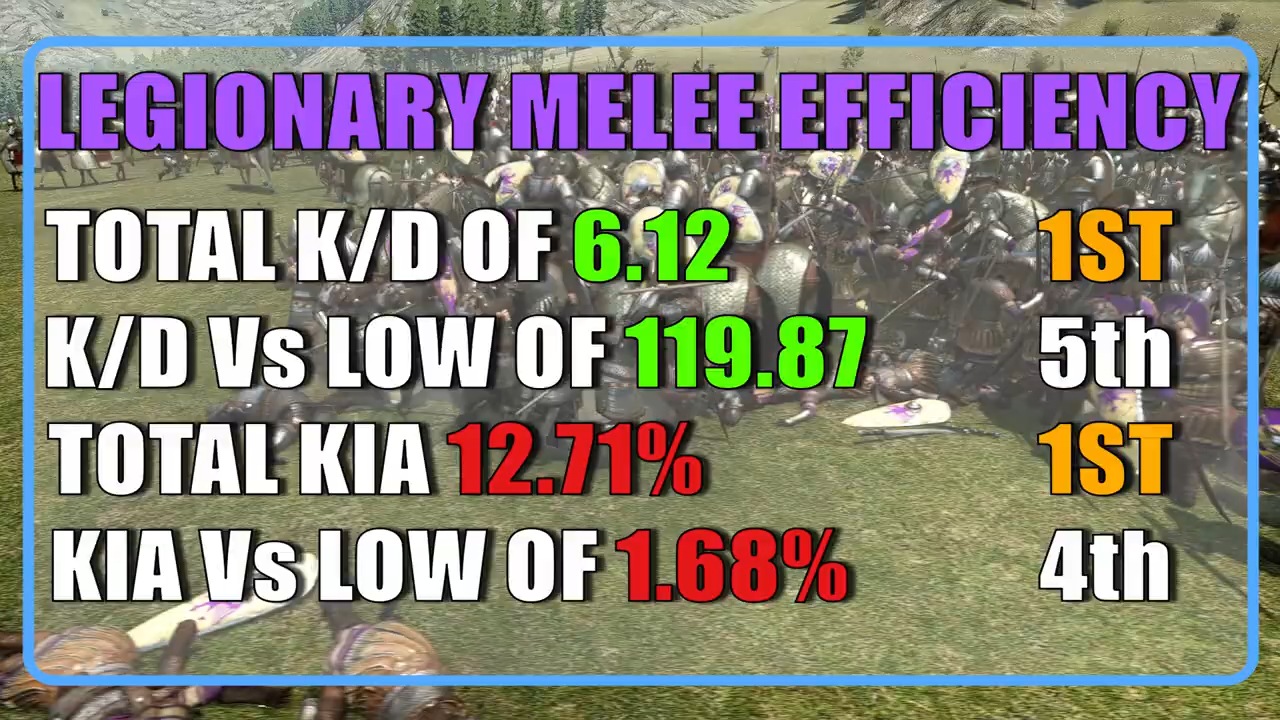 LEGIONARY MELEE EFFICIENCY
TOTAL K/D OF 6.12 1ST
K/D Vs LOW OF 119.87 5th
TOTAL KIA 12.71% 1ST
KIA Vs LOW OF 1.68% 4th